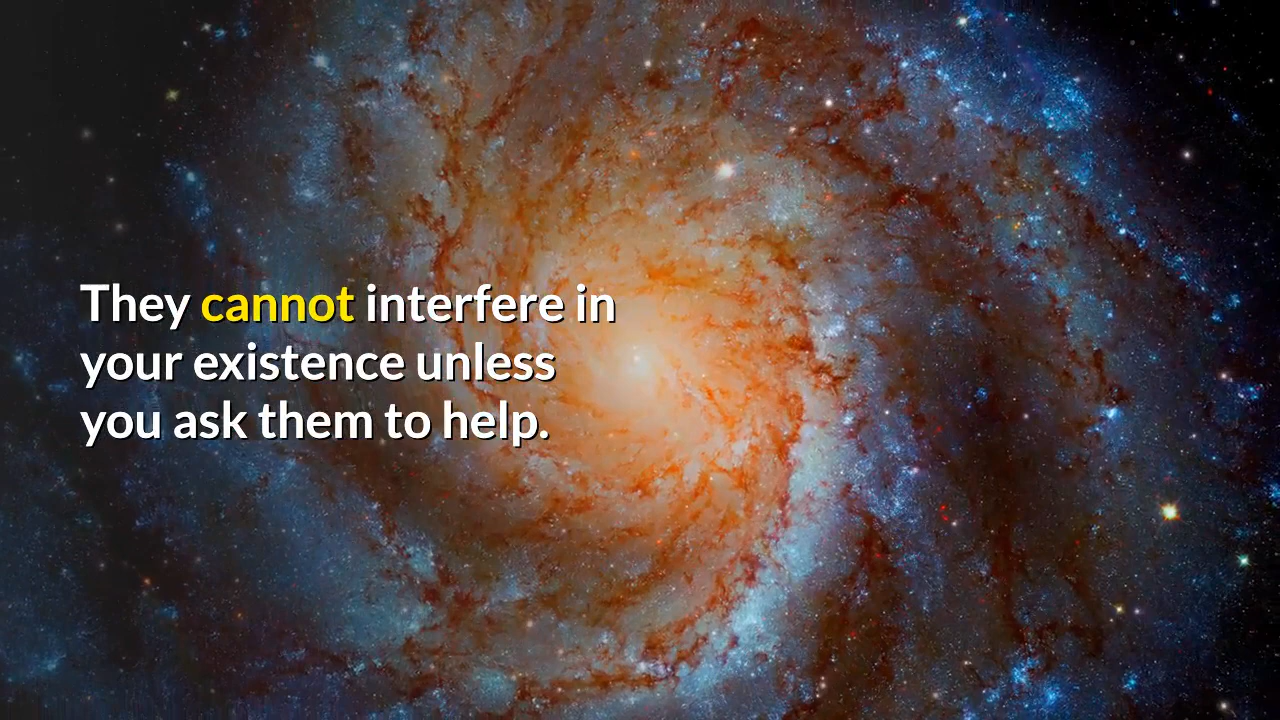 They cannot interfere in
your existence unless
you ask them to help.